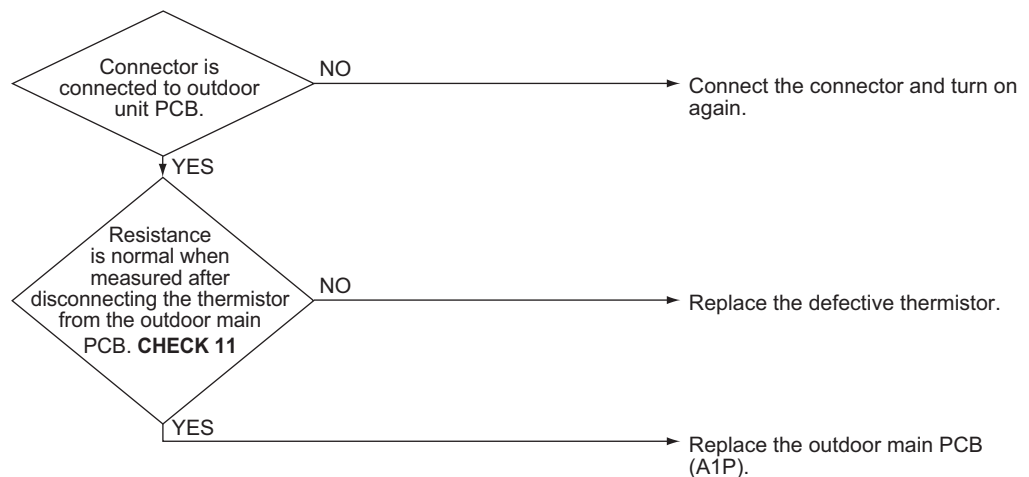 Connector is
connected to outdoor
unit PCB.
NO
Connect the connector and turn on
again.
YES
Resistance
is normal when
measured after
disconnecting the thermistor
from the outdoor main
PCB. CHECK 11
NO
Replace the defective thermistor.
YES
Replace the outdoor main PCB
(A1P).